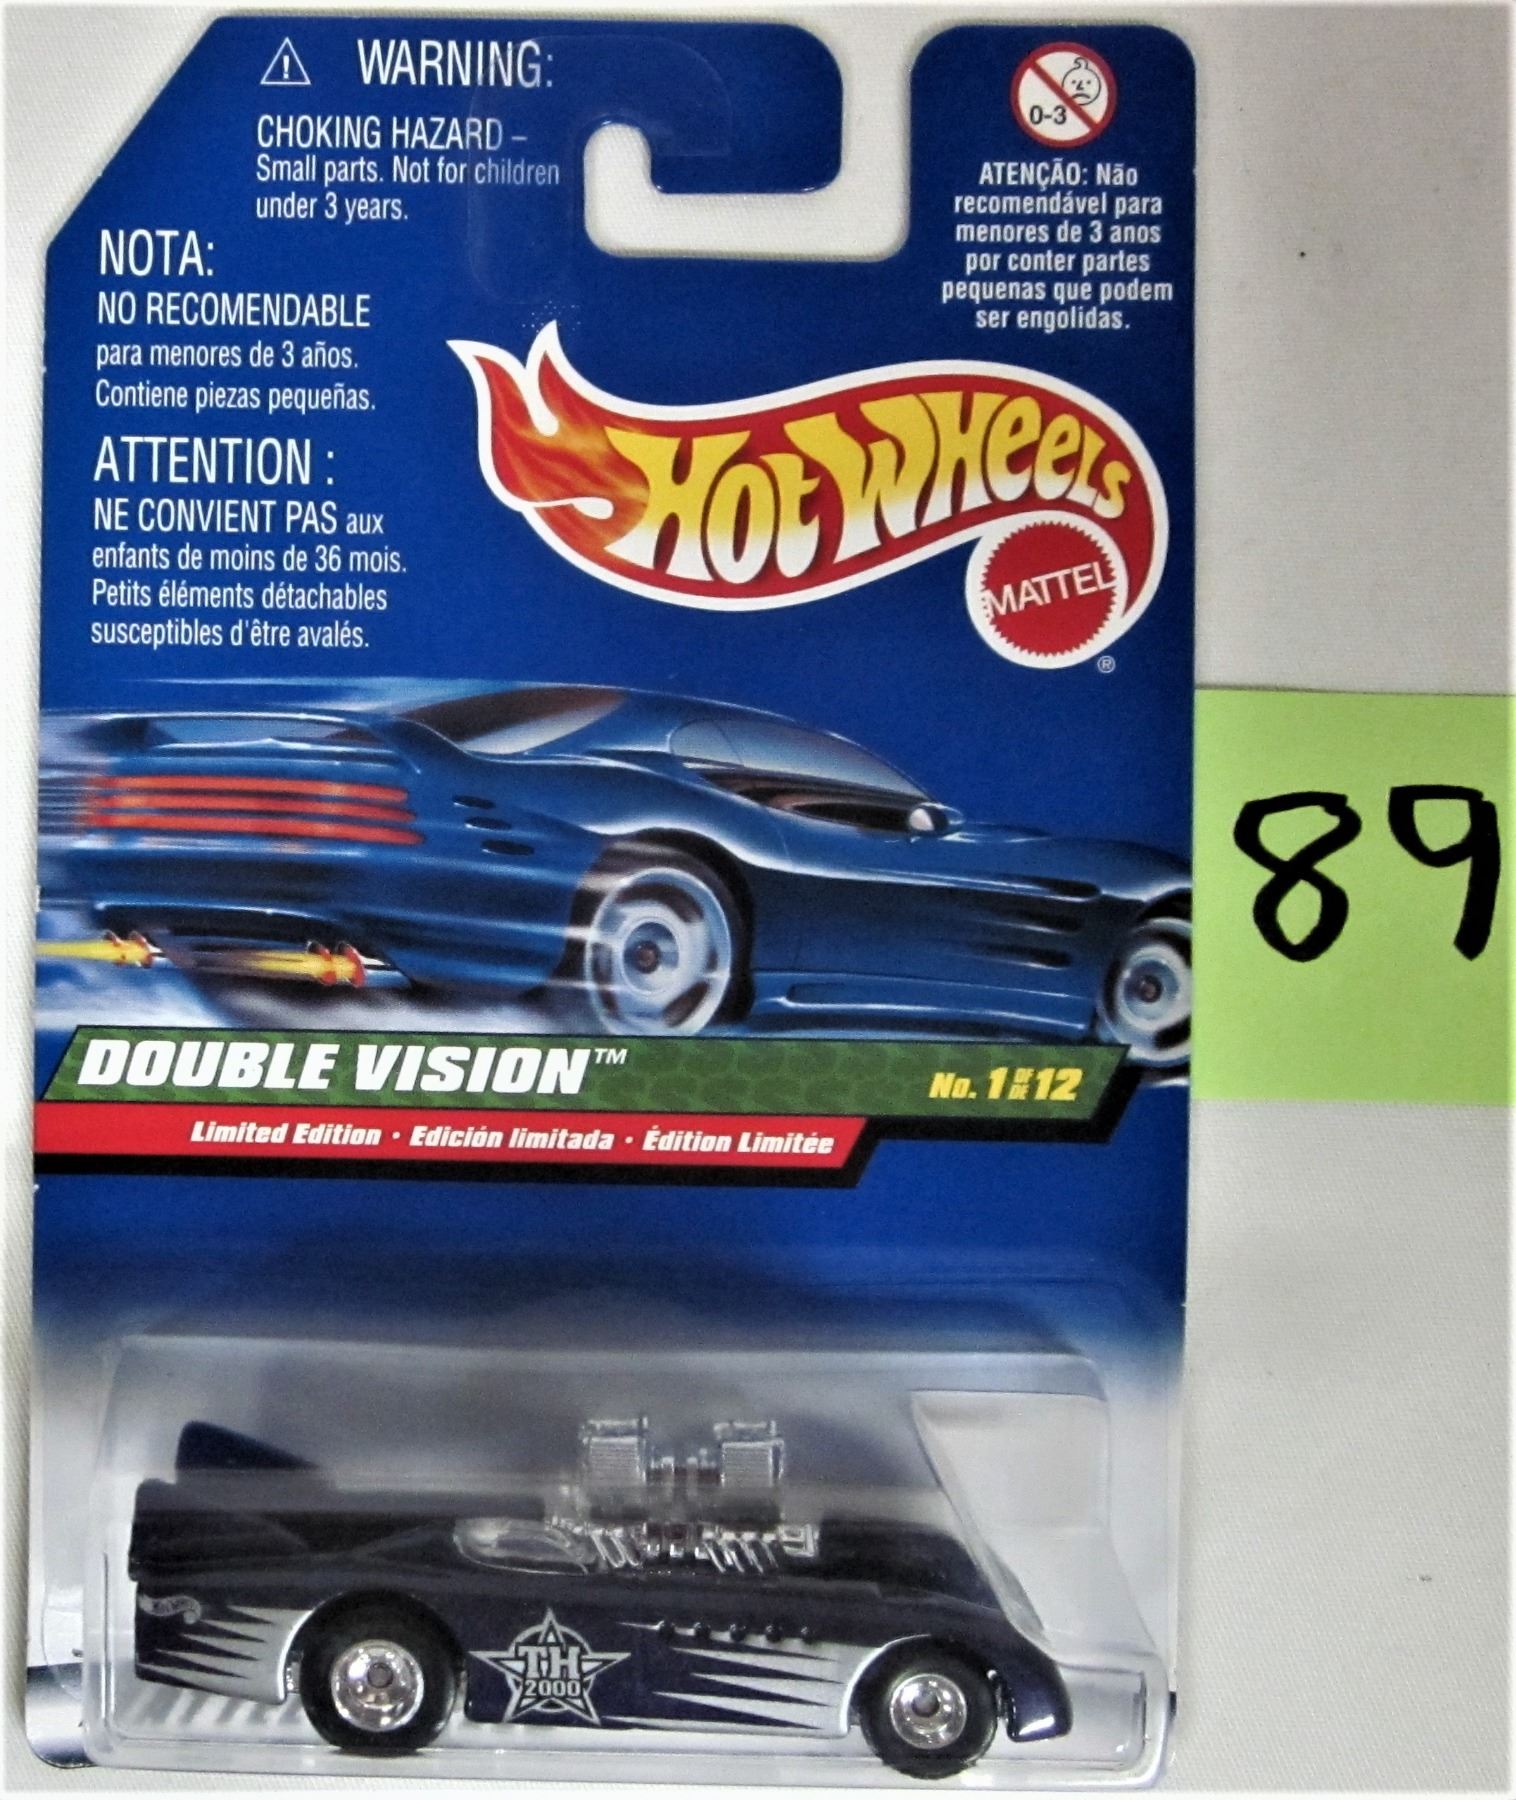 WARNING:
CHOKING HAZARD –
Small parts. Not for children
under 3 years.
NOTA:
NO RECOMENDABLE
para menores de 3 años.
Contiene piezas pequeñas.
ATTENTION :
NE CONVIENT PAS aux
enfants de moins de 36 mois.
Petits éléments détachables
susceptibles d'être avalés.
0-3
ATENÇÃO: Não
recomendável para
menores de 3 anos
por conter partes
pequenas que podem
ser engolidas.
HOT WHEELS
MATTEL
®
89
DOUBLE VISION™
No. 1 OF DE 12
Limited Edition • Edición limitada • Édition Limitée
Hot Wheels
TH
2000